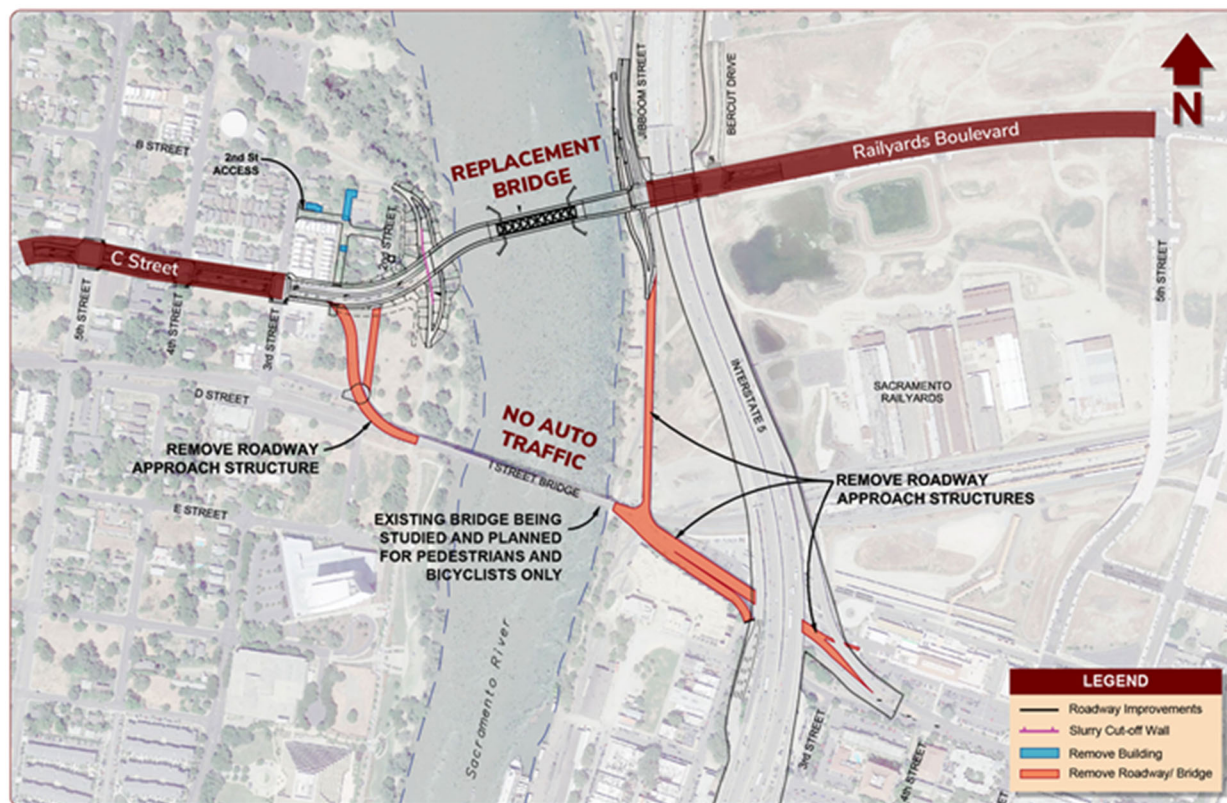 N
JIBBOOM STREET
BERCUT DRIVE
B STREET
2nd St
ACCESS
REPLACEMENT
BRIDGE
Railyards Boulevard
2nd STREET
C Street
5th STREET
4th STREET
3rd STREET
5th STREET
D STREET
INTERSTATE 5
SACRAMENTO
RAILYARDS
NO AUTO
TRAFFIC
REMOVE ROADWAY
APPROACH STRUCTURE
I STREET BRIDGE
REMOVE ROADWAY
APPROACH STRUCTURES
E STREET
EXISTING BRIDGE BEING
STUDIED AND PLANNED
FOR PEDESTRIANS AND
BICYCLISTS ONLY
Sacramento River
3rd STREET
4th STREET
LEGEND
Roadway Improvements
Slurry Cut-off Wall
Remove Building
Remove Roadway/ Bridge